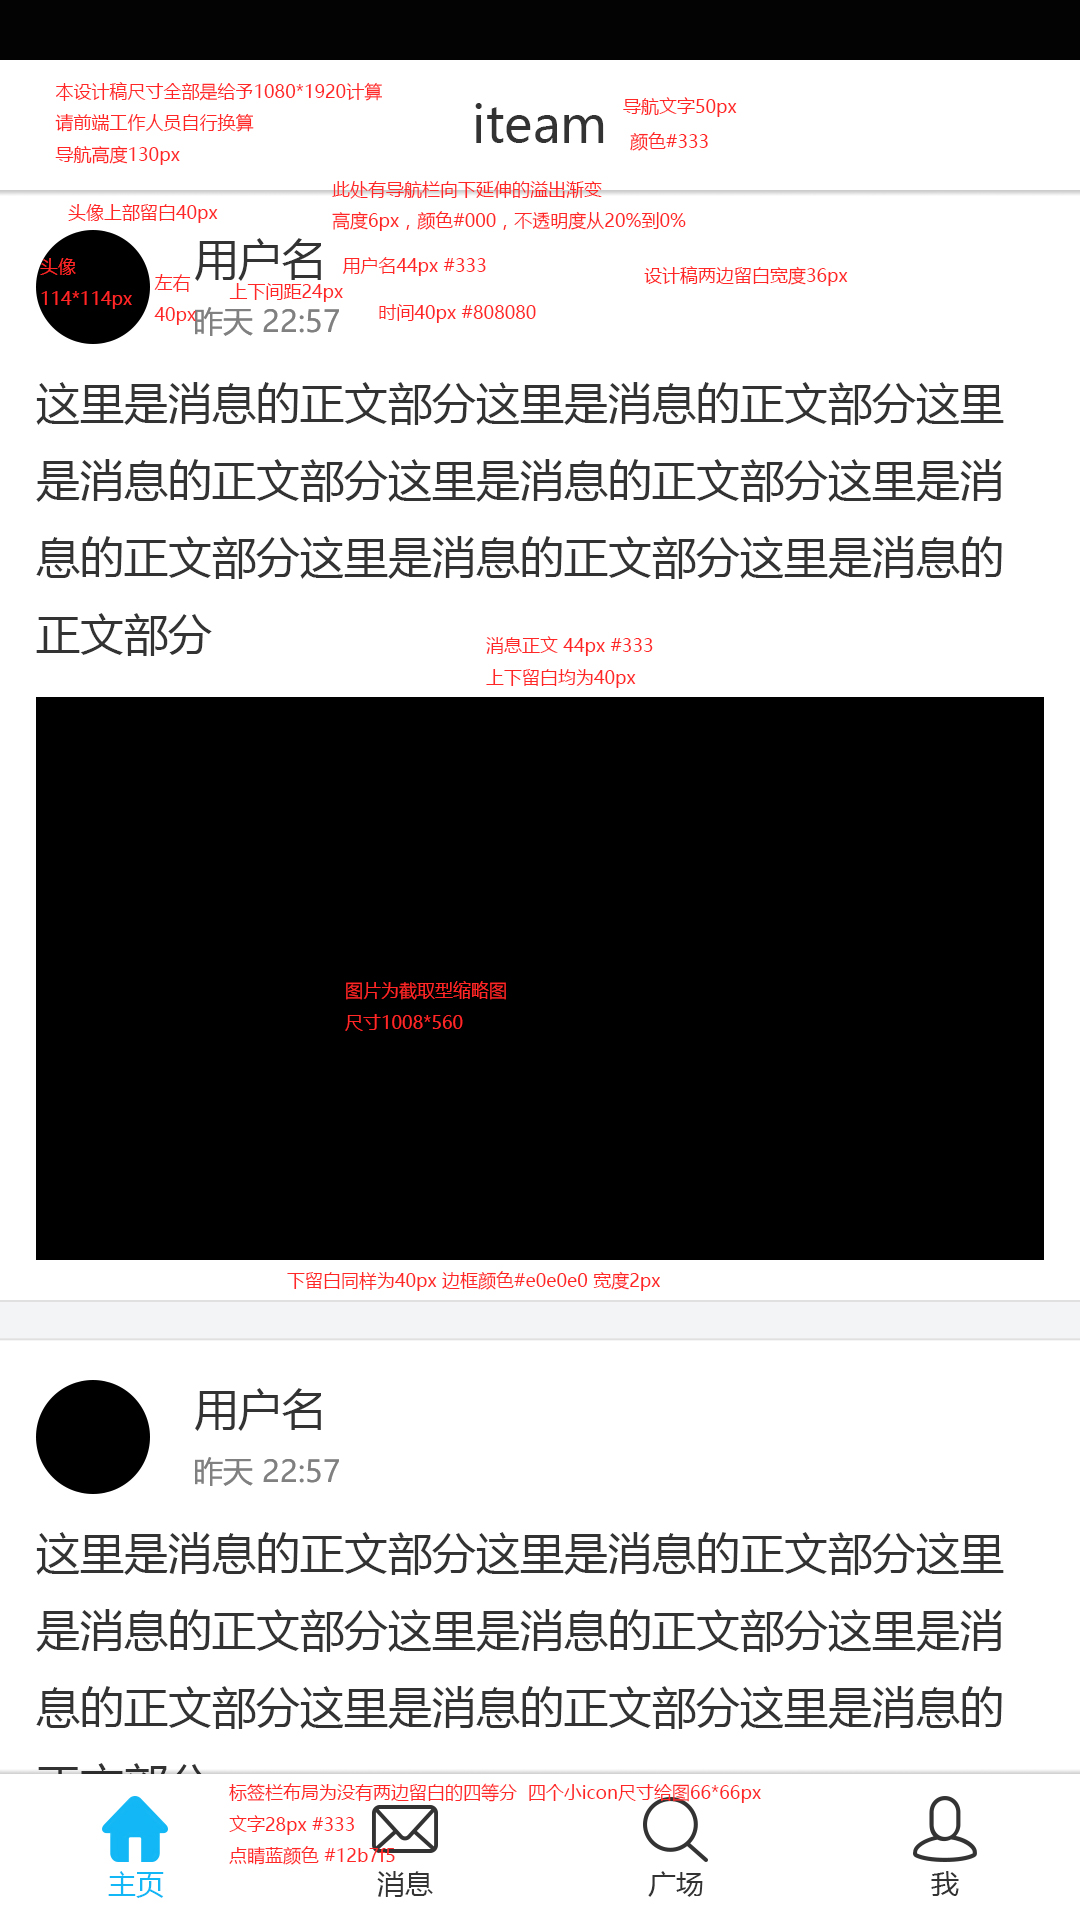 本设计稿尺寸全部是给予1080*1920计算
请前端工作人员自行换算
导航高度130px
iteam
导航文字50px
颜色#333
此处有导航栏向下延伸的溢出渐变
高度6px，颜色#000，不透明度从20%到0%
头像上部留白40px
头像
114*114px
左右
40px
用户名
用户名44px #333
上下间距24px
设计稿两边留白宽度36px
昨天 22:57
时间40px #808080
这里是消息的正文部分这里是消息的正文部分这里
是消息的正文部分这里是消息的正文部分这里是消
息的正文部分这里是消息的正文部分这里是消息的
正文部分
消息正文 44px #333
上下留白均为40px
图片为截取型缩略图
尺寸1008*560
下留白同样为40px 边框颜色#e0e0e0 宽度2px
用户名
昨天 22:57
这里是消息的正文部分这里是消息的正文部分这里
是消息的正文部分这里是消息的正文部分这里是消
息的正文部分这里是消息的正文部分这里是消息的
正文部分
标签栏布局为没有两边留白的四等分 四个小icon尺寸给图66*66px
文字28px #333
点睛蓝颜色 #12b7f5
主页
消息
广场
我